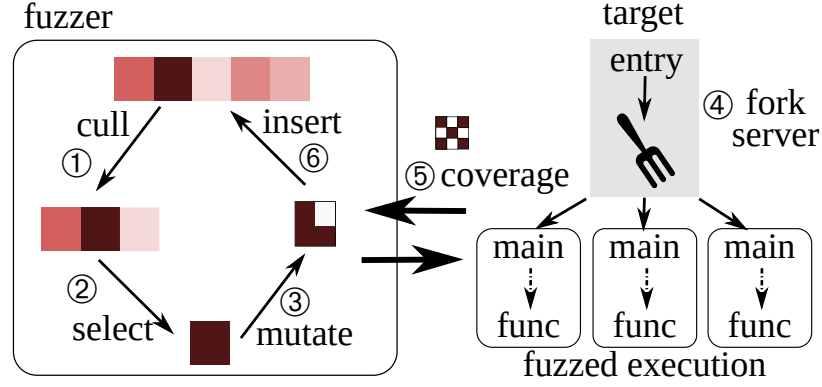 fuzzer
target
entry
④ fork
server
cull
insert
①
⑥
⑤ coverage
②
select
③
mutate
main
main
main
func
func
func
fuzzed execution